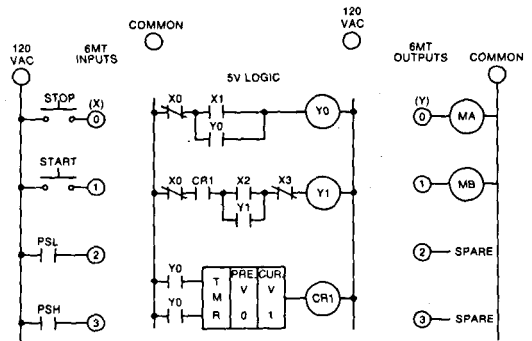 120 VAC
6MT INPUTS
COMMON
120 VAC
6MT OUTPUTS
COMMON
5V LOGIC
STOP
(X)
0
X0
X1
Y0
Y0
(Y)
0
MA
START
1
X0
CR1
X2
Y1
X3
Y1
1
MB
PSL
2
2
SPARE
Y0
Y0
T M R
PRE. V 0
CUR. V 1
CR1
PSH
3
3
SPARE